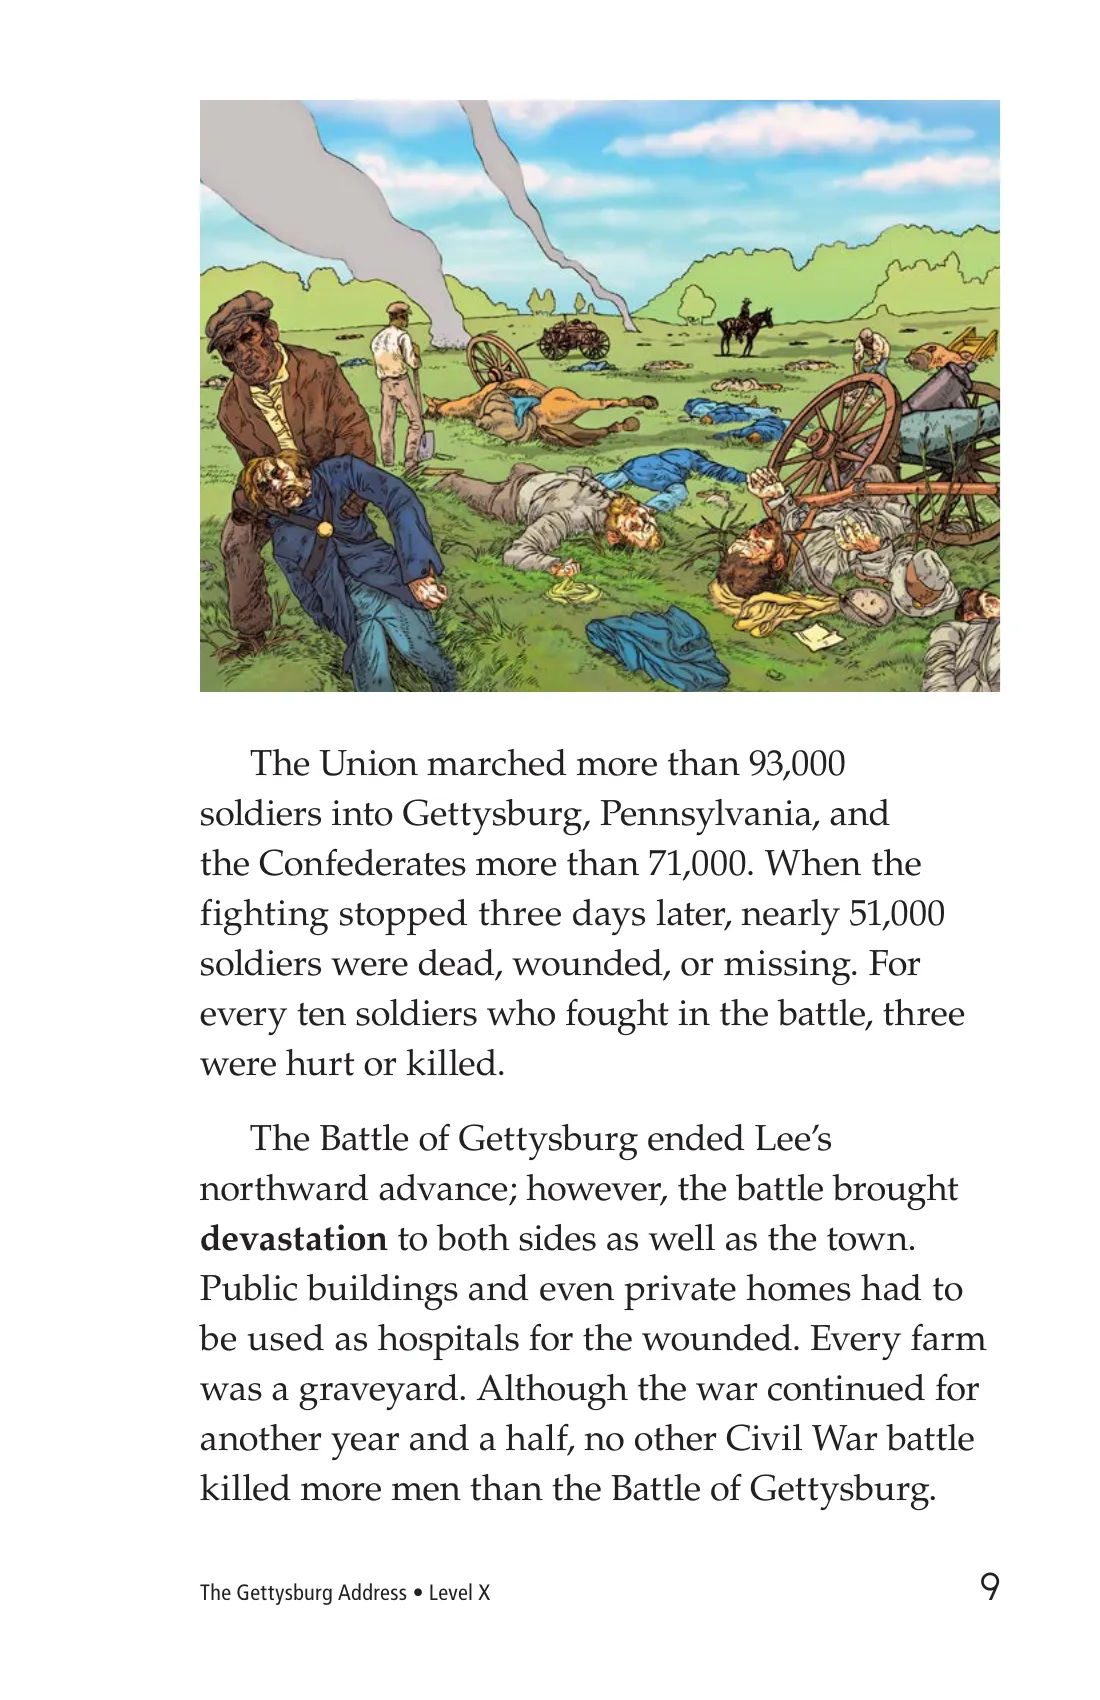 The Union marched more than 93,000
soldiers into Gettysburg, Pennsylvania, and
the Confederates more than 71,000. When the
fighting stopped three days later, nearly 51,000
soldiers were dead, wounded, or missing. For
every ten soldiers who fought in the battle, three
were hurt or killed.
The Battle of Gettysburg ended Lee’s
northward advance; however, the battle brought
devastation to both sides as well as the town.
Public buildings and even private homes had to
be used as hospitals for the wounded. Every farm
was a graveyard. Although the war continued for
another year and a half, no other Civil War battle
killed more men than the Battle of Gettysburg.
The Gettysburg Address • Level X 9